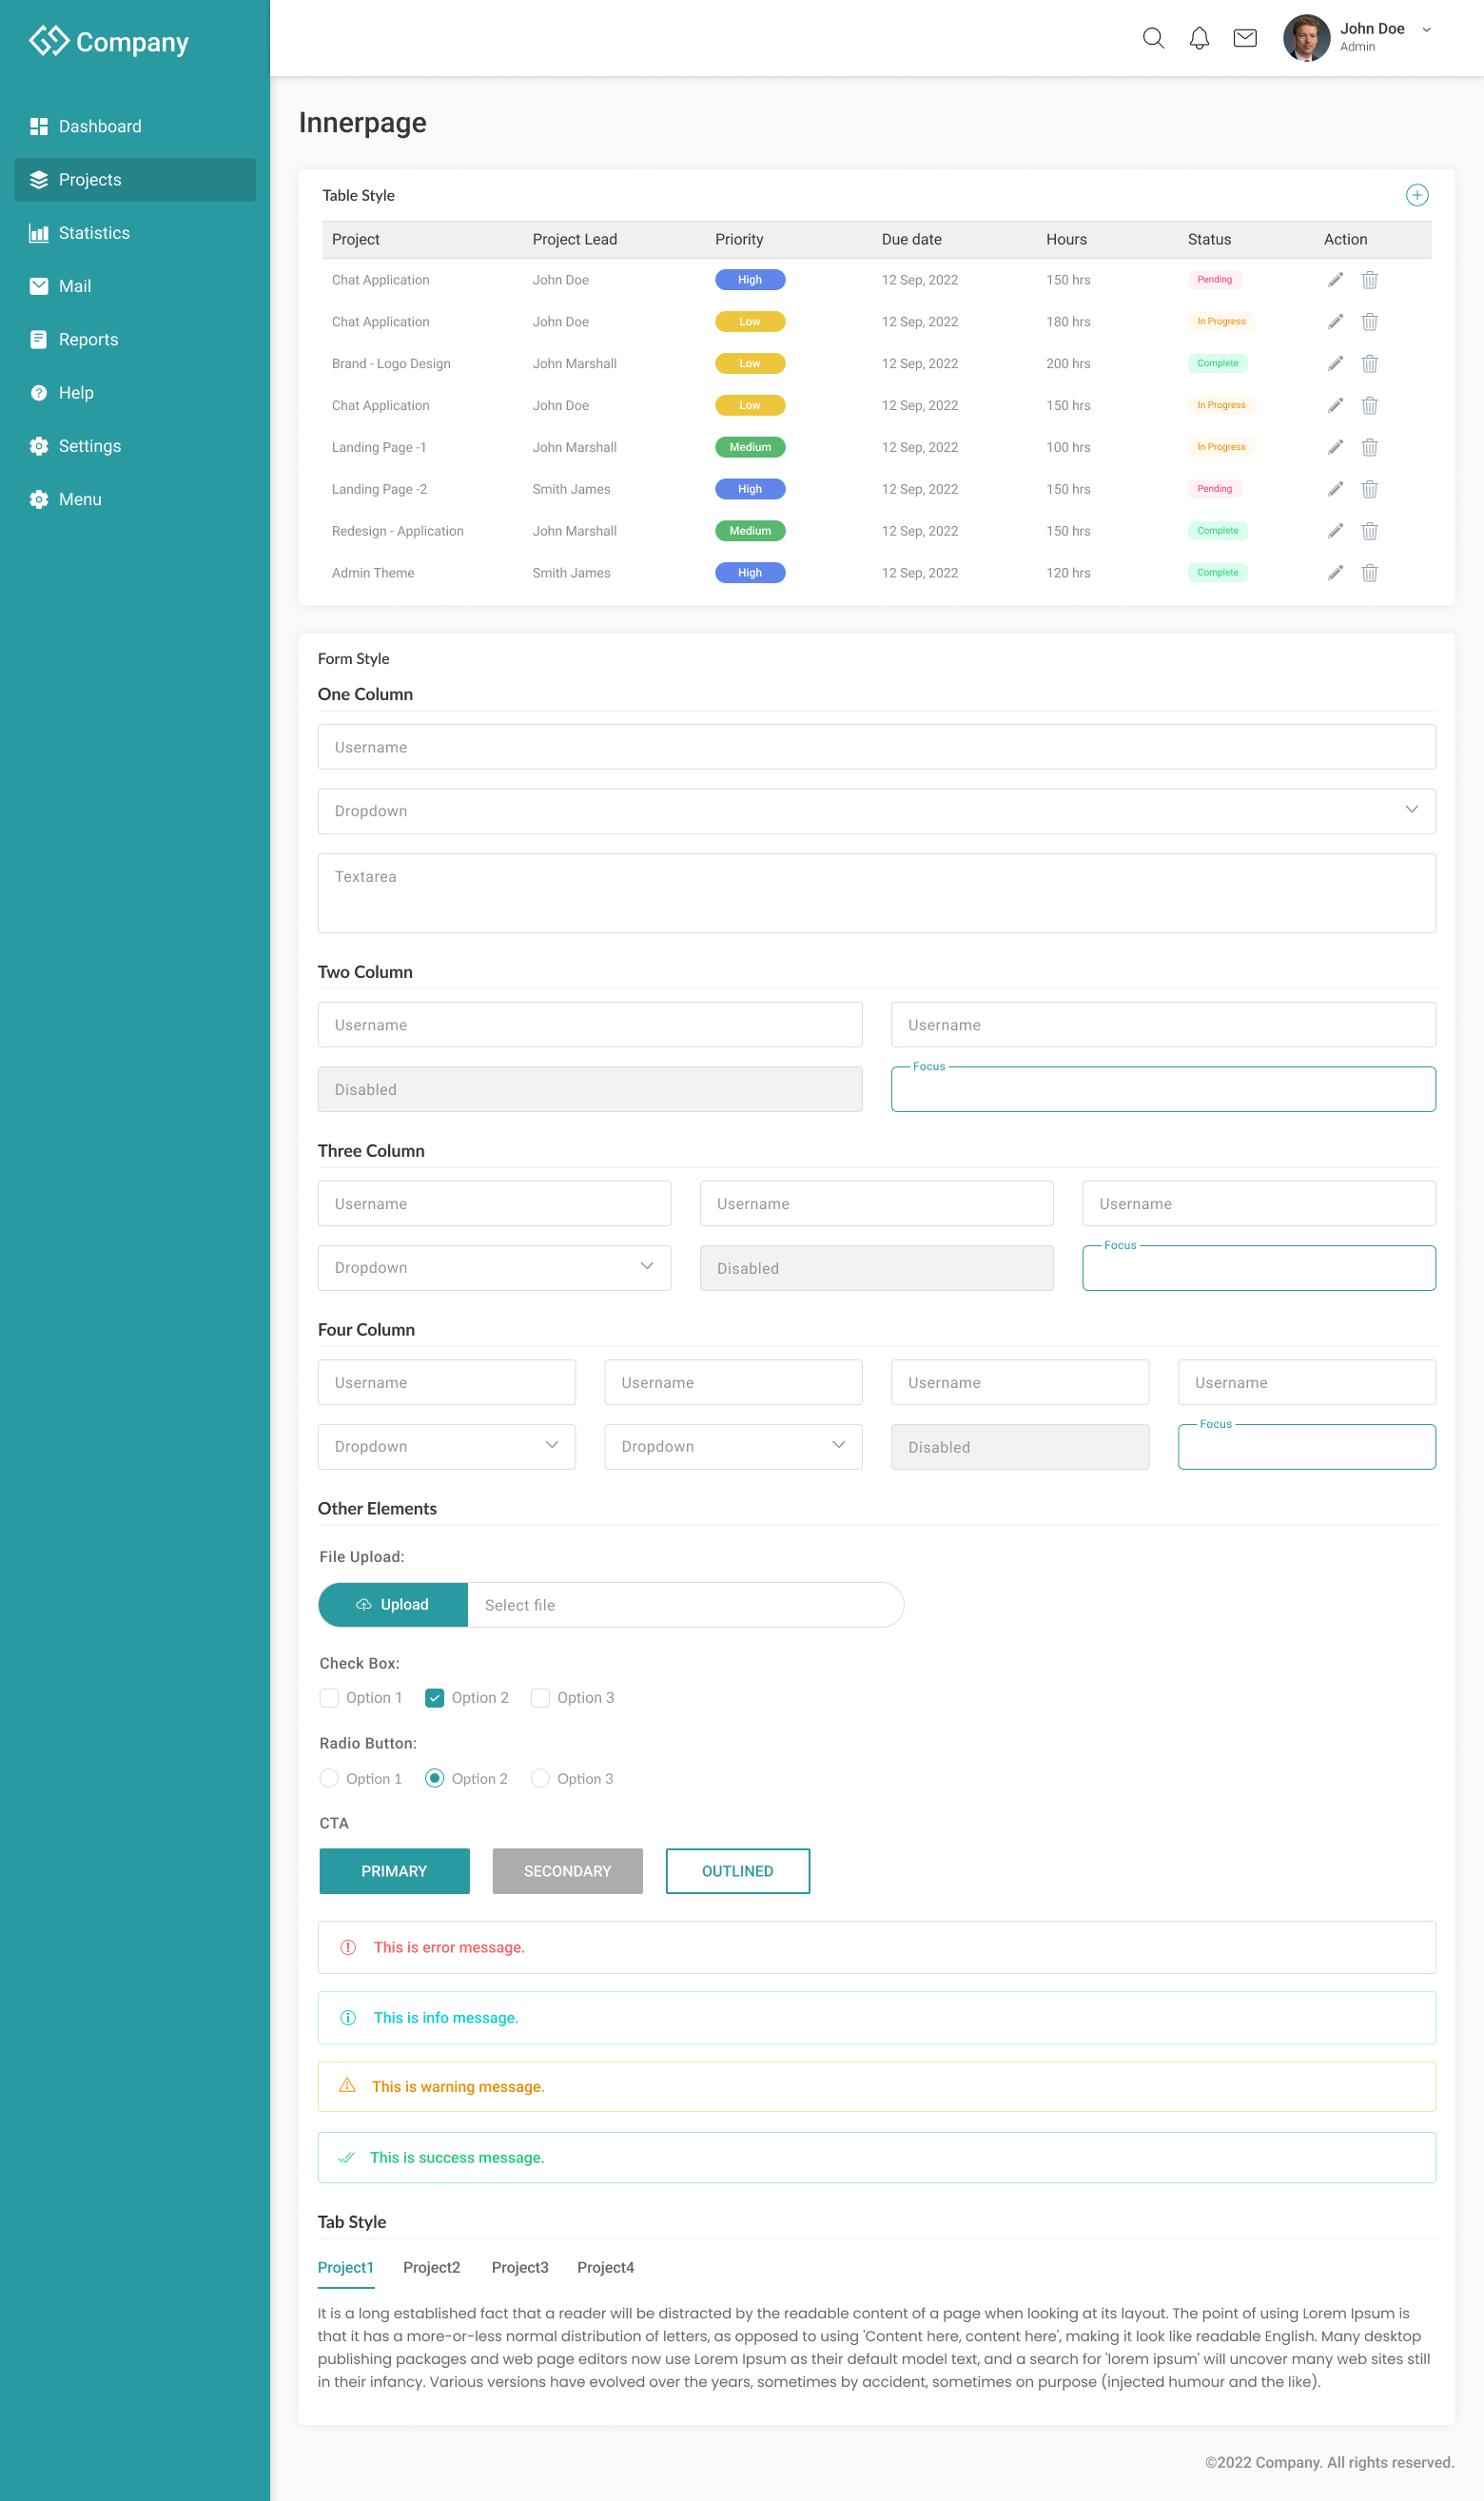 Company
John Doe
Admin
Dashboard
Projects
Statistics
Mail
Reports
Help
Settings
Menu
Innerpage
Table Style
Project Project Lead Priority Due date Hours Status Action
Chat Application John Doe High 12 Sep, 2022 150 hrs Pending
Chat Application John Doe Low 12 Sep, 2022 180 hrs In Progress
Brand - Logo Design John Marshall Low 12 Sep, 2022 200 hrs Complete
Chat Application John Doe Low 12 Sep, 2022 150 hrs In Progress
Landing Page -1 John Marshall Medium 12 Sep, 2022 100 hrs In Progress
Landing Page -2 Smith James High 12 Sep, 2022 150 hrs Pending
Redesign - Application John Marshall Medium 12 Sep, 2022 150 hrs Complete
Admin Theme Smith James High 12 Sep, 2022 120 hrs Complete
Form Style
One Column
Username
Dropdown
Textarea
Two Column
Username Username
Disabled Focus
Three Column
Username Username Username
Dropdown Disabled Focus
Four Column
Username Username Username Username
Dropdown Dropdown Disabled Focus
Other Elements
File Upload:
Upload Select file
Check Box:
Option 1 Option 2 Option 3
Radio Button:
Option 1 Option 2 Option 3
CTA
PRIMARY SECONDARY OUTLINED
This is error message.
This is info message.
This is warning message.
This is success message.
Tab Style
Project1 Project2 Project3 Project4
It is a long established fact that a reader will be distracted by the readable content of a page when looking at its layout. The point of using Lorem Ipsum is
that it has a more-or-less normal distribution of letters, as opposed to using 'Content here, content here', making it look like readable English. Many desktop
publishing packages and web page editors now use Lorem Ipsum as their default model text, and a search for 'lorem ipsum' will uncover many web sites still
in their infancy. Various versions have evolved over the years, sometimes by accident, sometimes on purpose (injected humour and the like).
©2022 Company. All rights reserved.